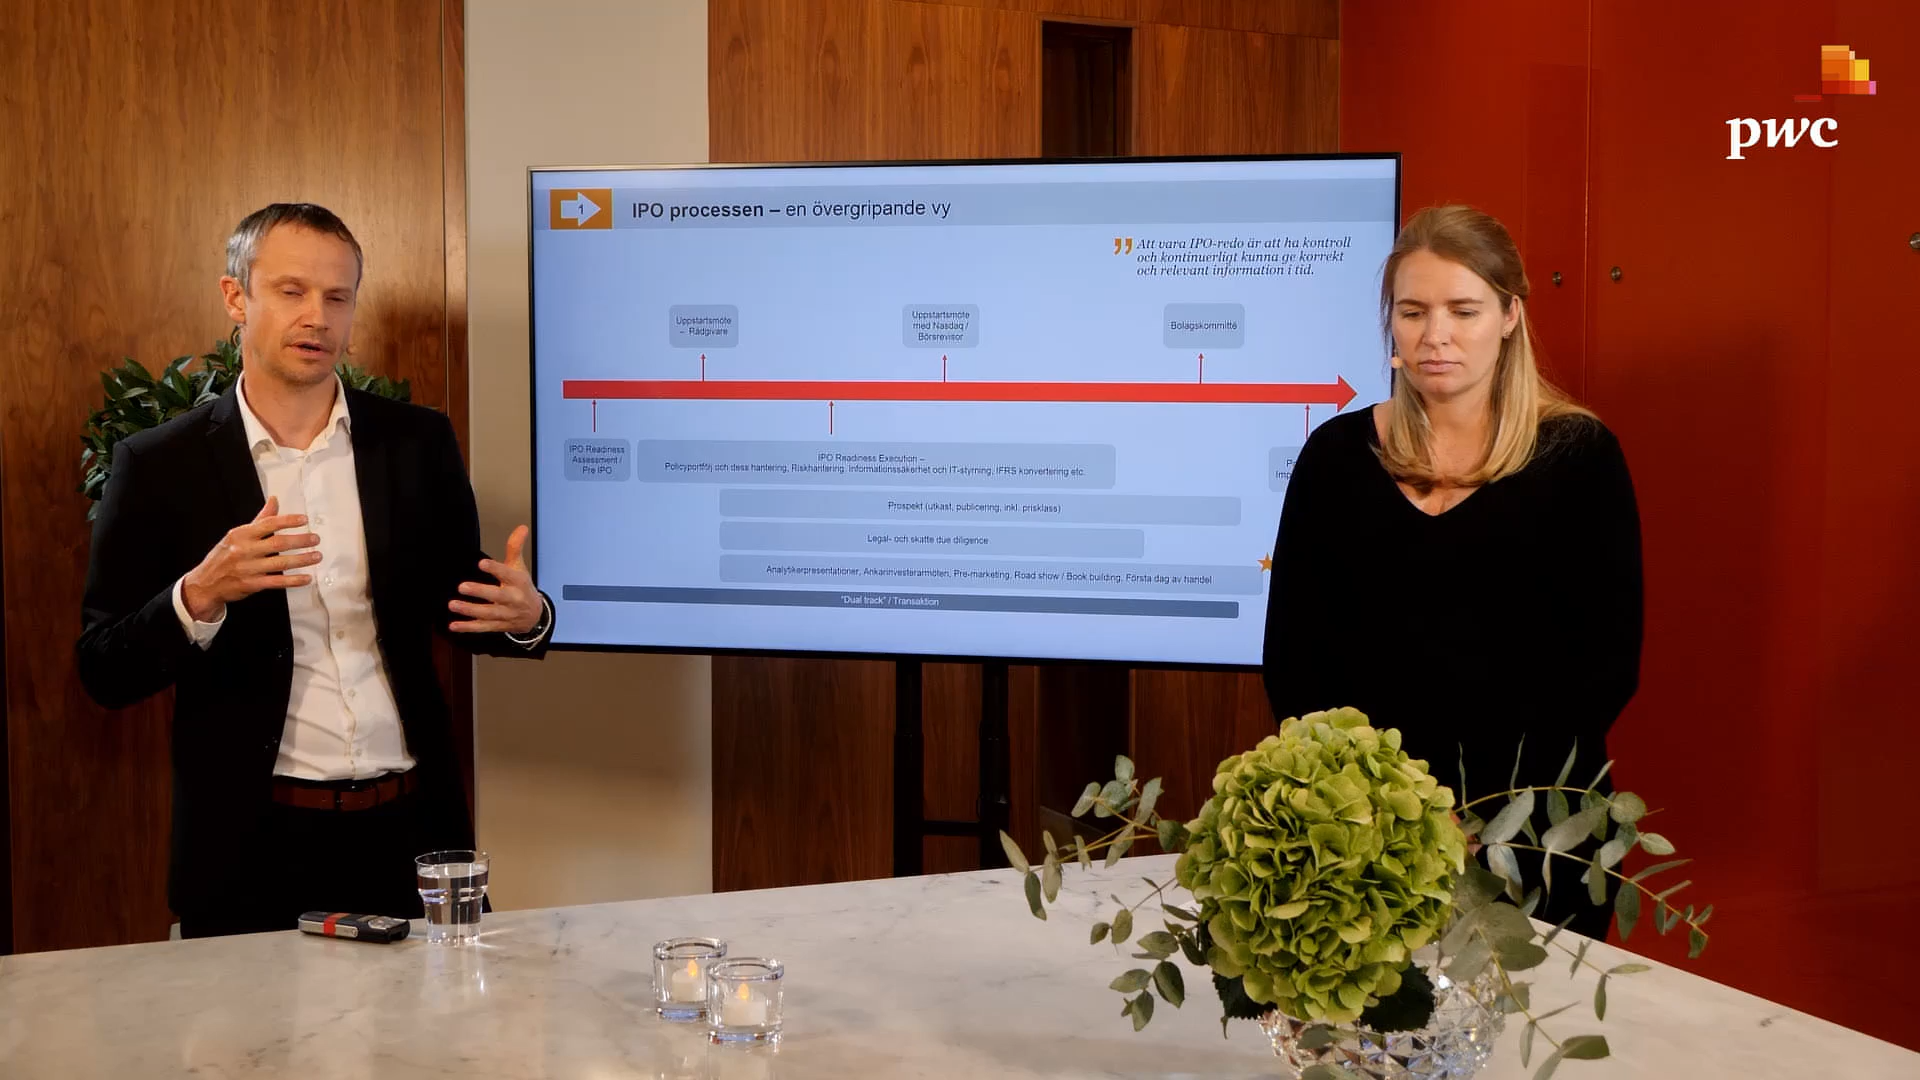 pwc
1
IPO processen – en övergripande vy
” Att vara IPO-redo är att ha kontroll
och kontinuerligt kunna ge korrekt
och relevant information i tid.
Uppstartsmöte
– Rådgivare
Uppstartsmöte
med Nasdaq /
Börsrevisor
Bolagskommitté
IPO Readiness
Assessment /
Pre IPO
IPO Readiness Execution –
Policyportfölj och dess hantering, Riskhantering, Informationssäkerhet och IT-styrning, IFRS konvertering etc.
Prospekt (utkast, publicering, inkl. prisklass)
Legal- och skatte due diligence
Analytikerpresentationer, Ankarinvesterarmöten, Pre-marketing, Road show / Book building, Första dag av handel
"Dual track" / Transaktion